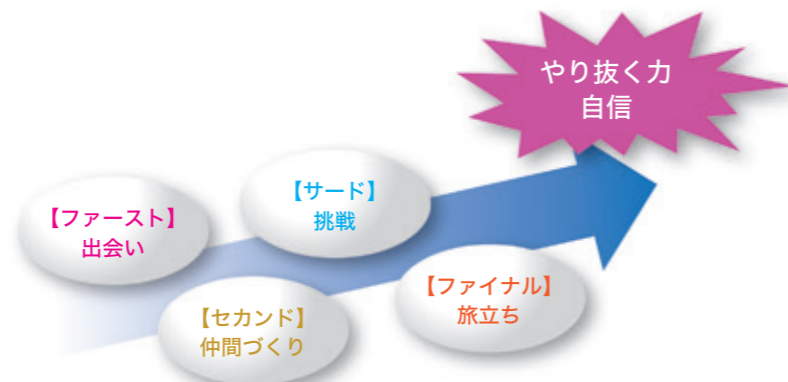 【ファースト】
出会い
【セカンド】
仲間づくり
【サード】
挑戦
【ファイナル】
旅立ち
やり抜く力
自信